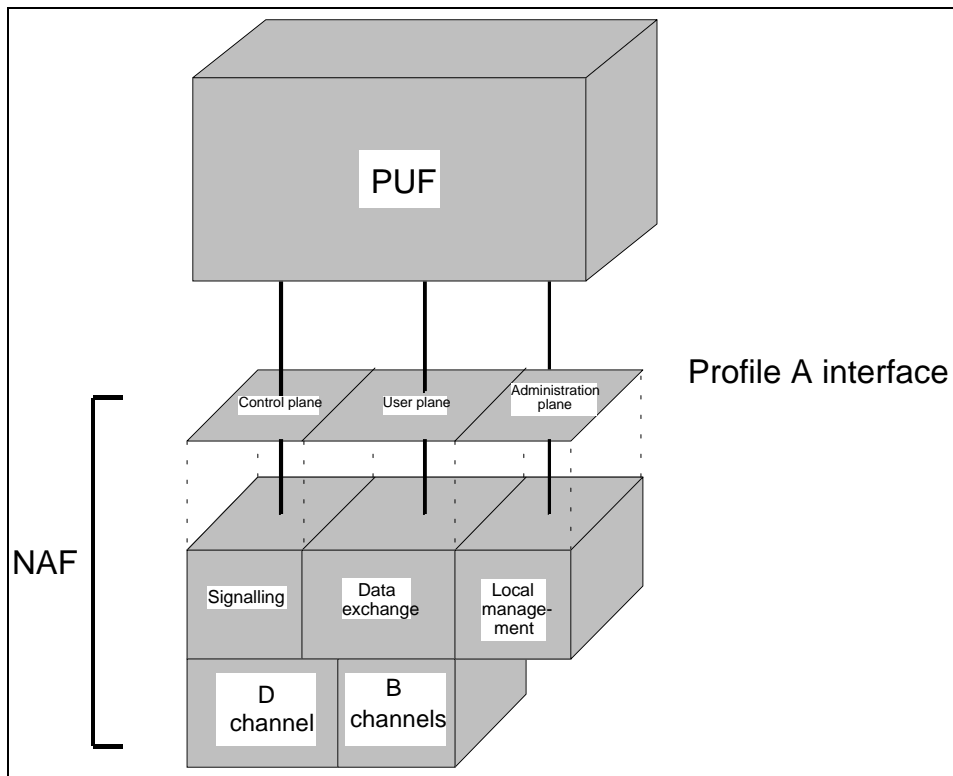 PUF
Profile A interface
Control plane
User plane
Administration
plane
NAF
Signalling
Data
exchange
Local
manage-
ment
D
channel
B
channels